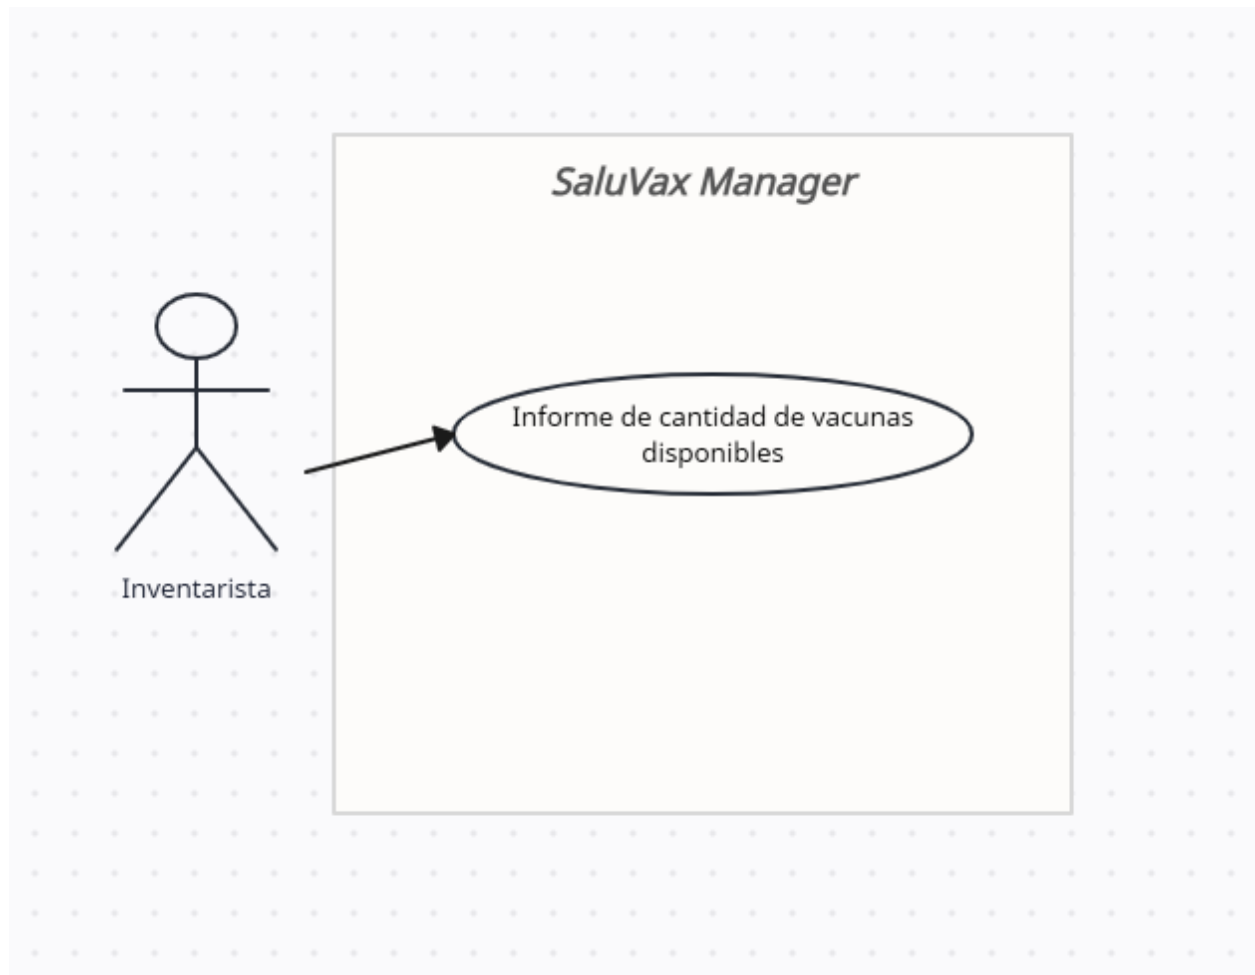 SaluVax Manager
Informe de cantidad de vacunas
disponibles
Inventarista